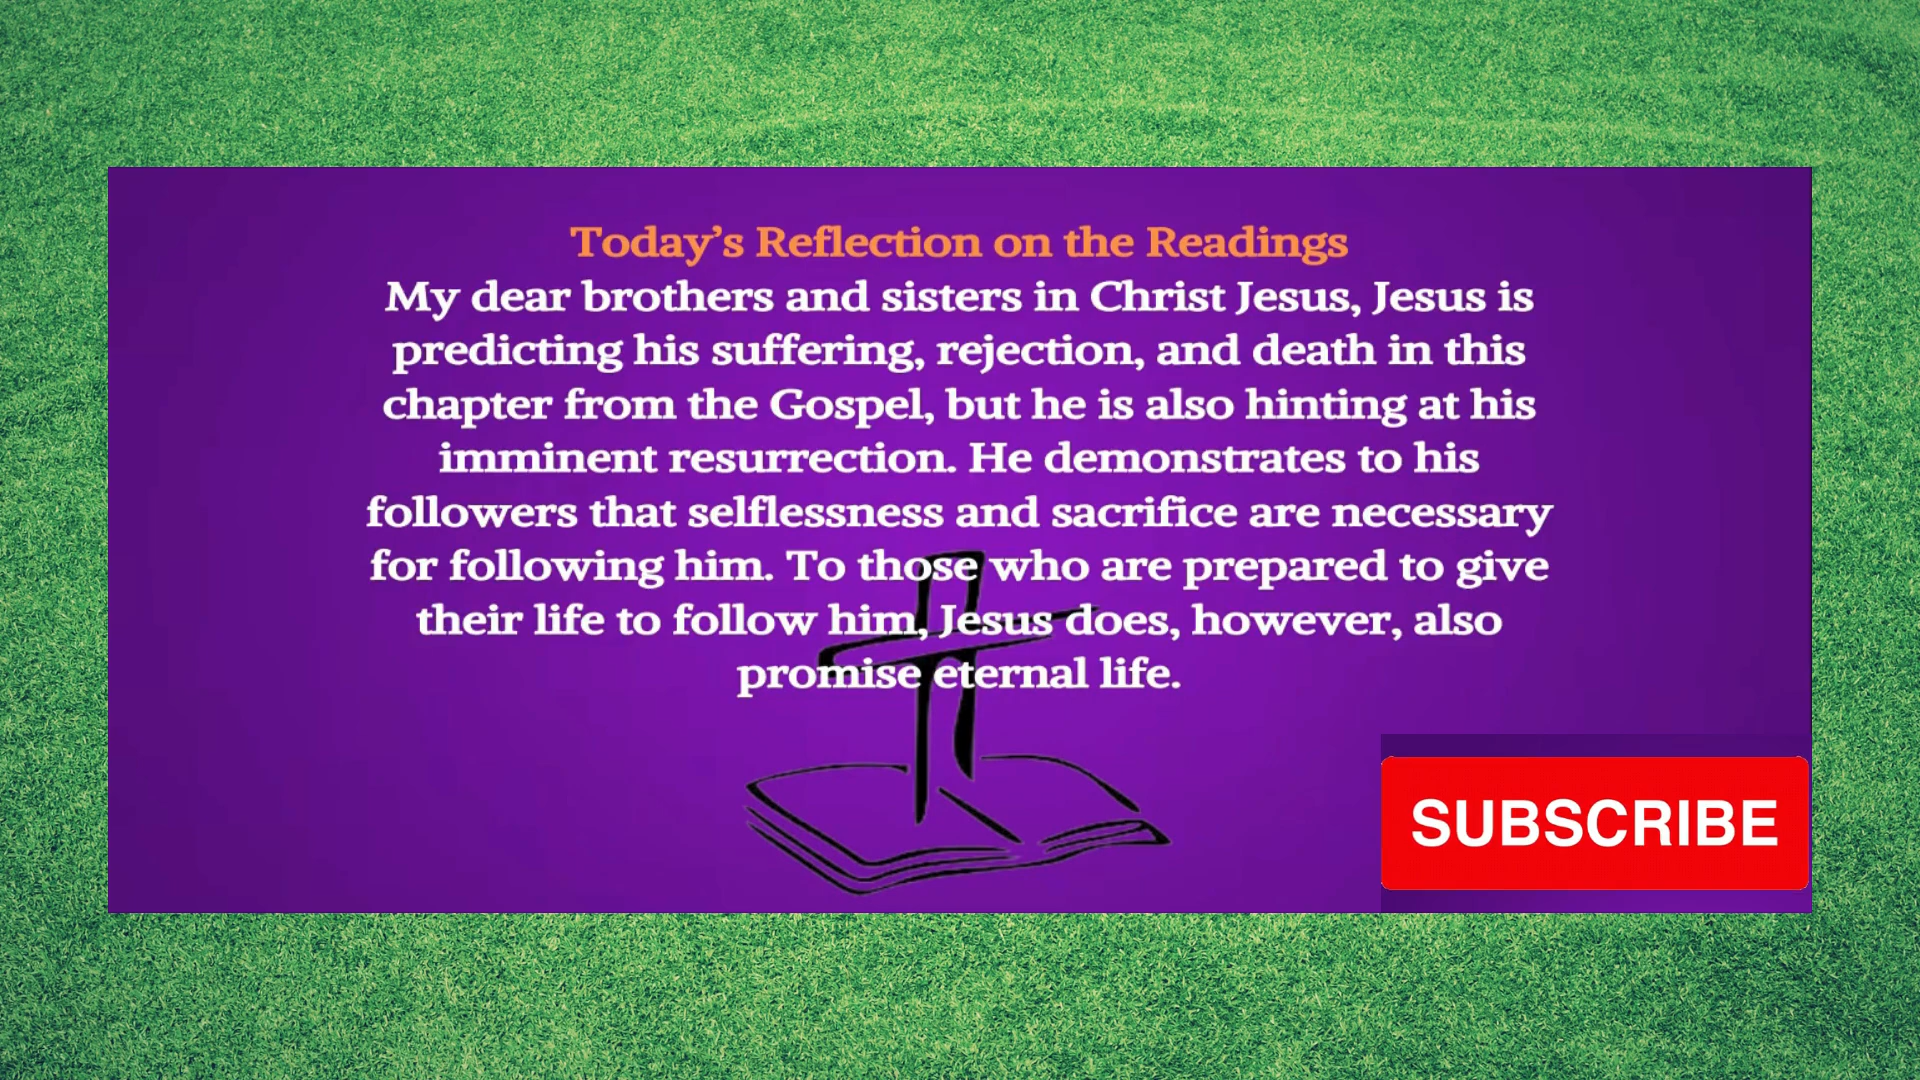 Today’s Reflection on the Readings
My dear brothers and sisters in Christ Jesus, Jesus is
predicting his suffering, rejection, and death in this
chapter from the Gospel, but he is also hinting at his
imminent resurrection. He demonstrates to his
followers that selflessness and sacrifice are necessary
for following him. To those who are prepared to give
their life to follow him, Jesus does, however, also
promise eternal life.
SUBSCRIBE